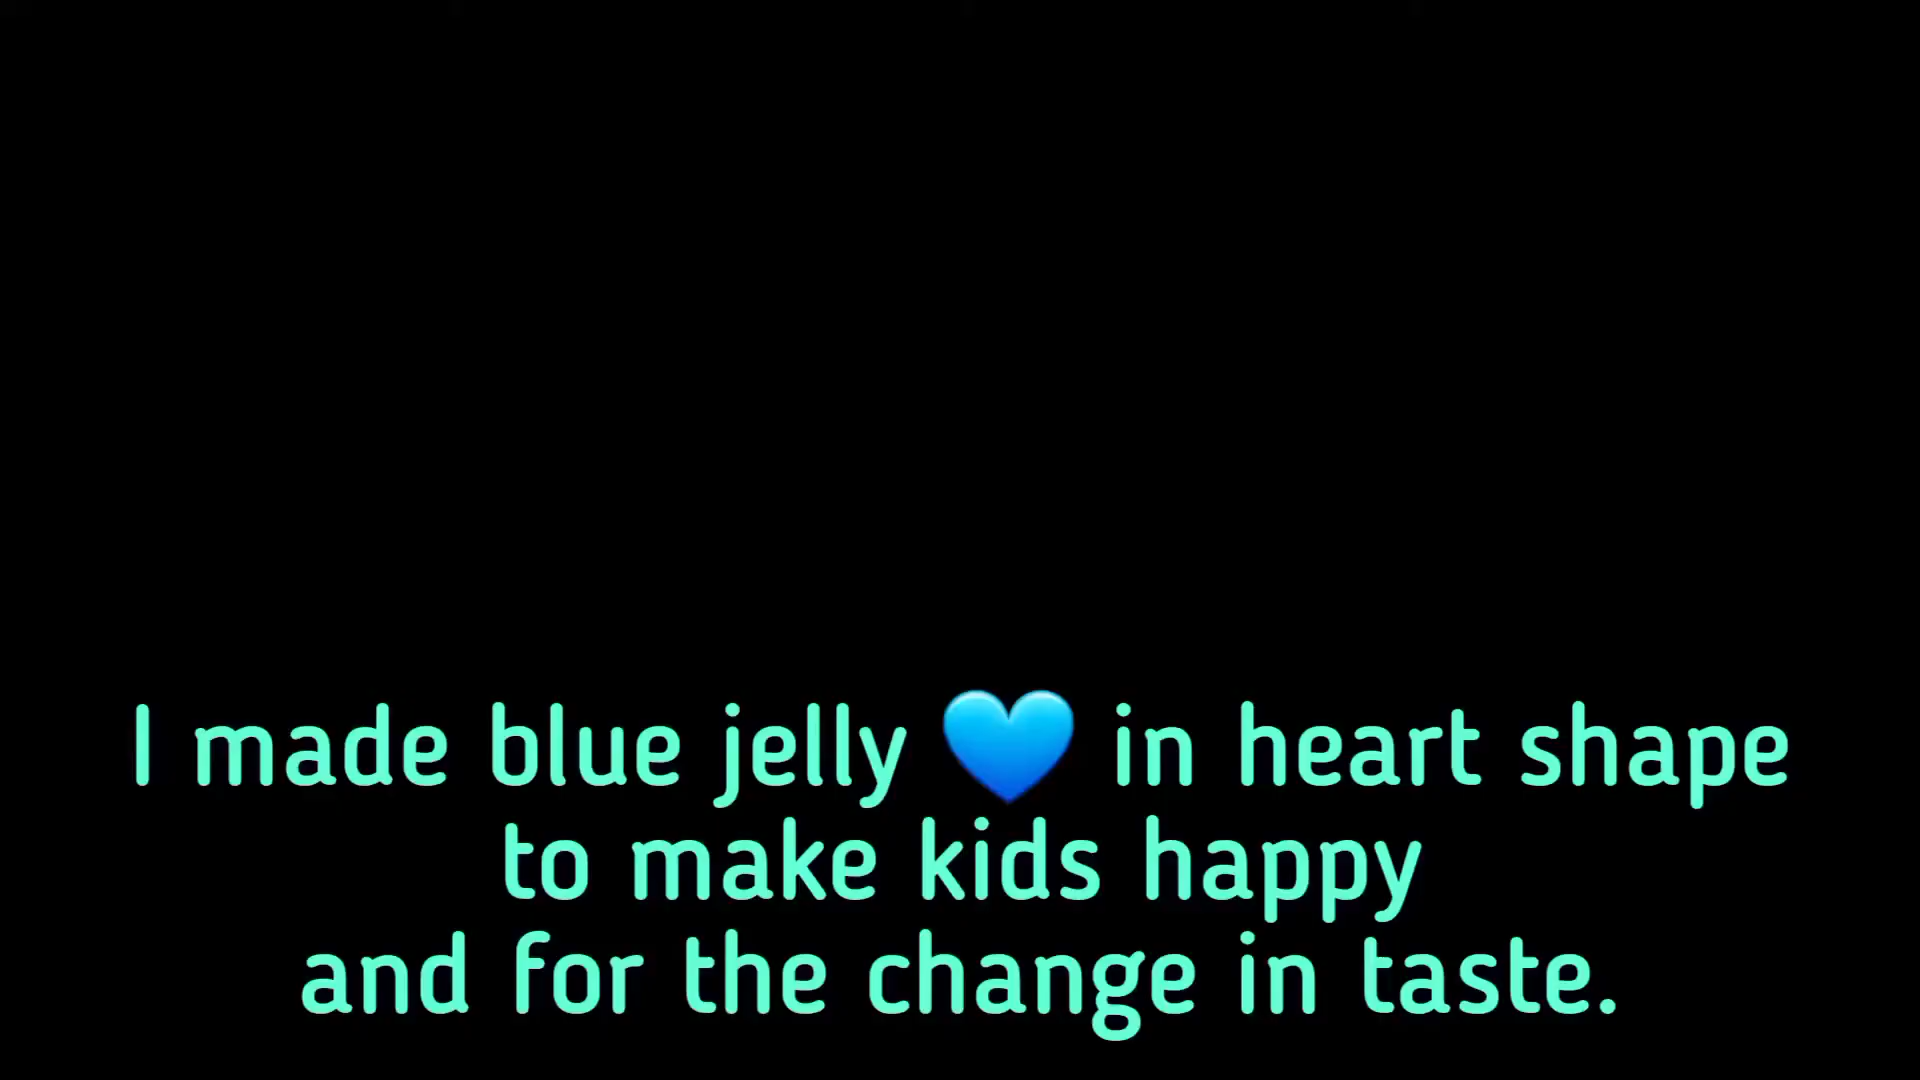 I made blue jelly 💙 in heart shape
to make kids happy
and for the change in taste.